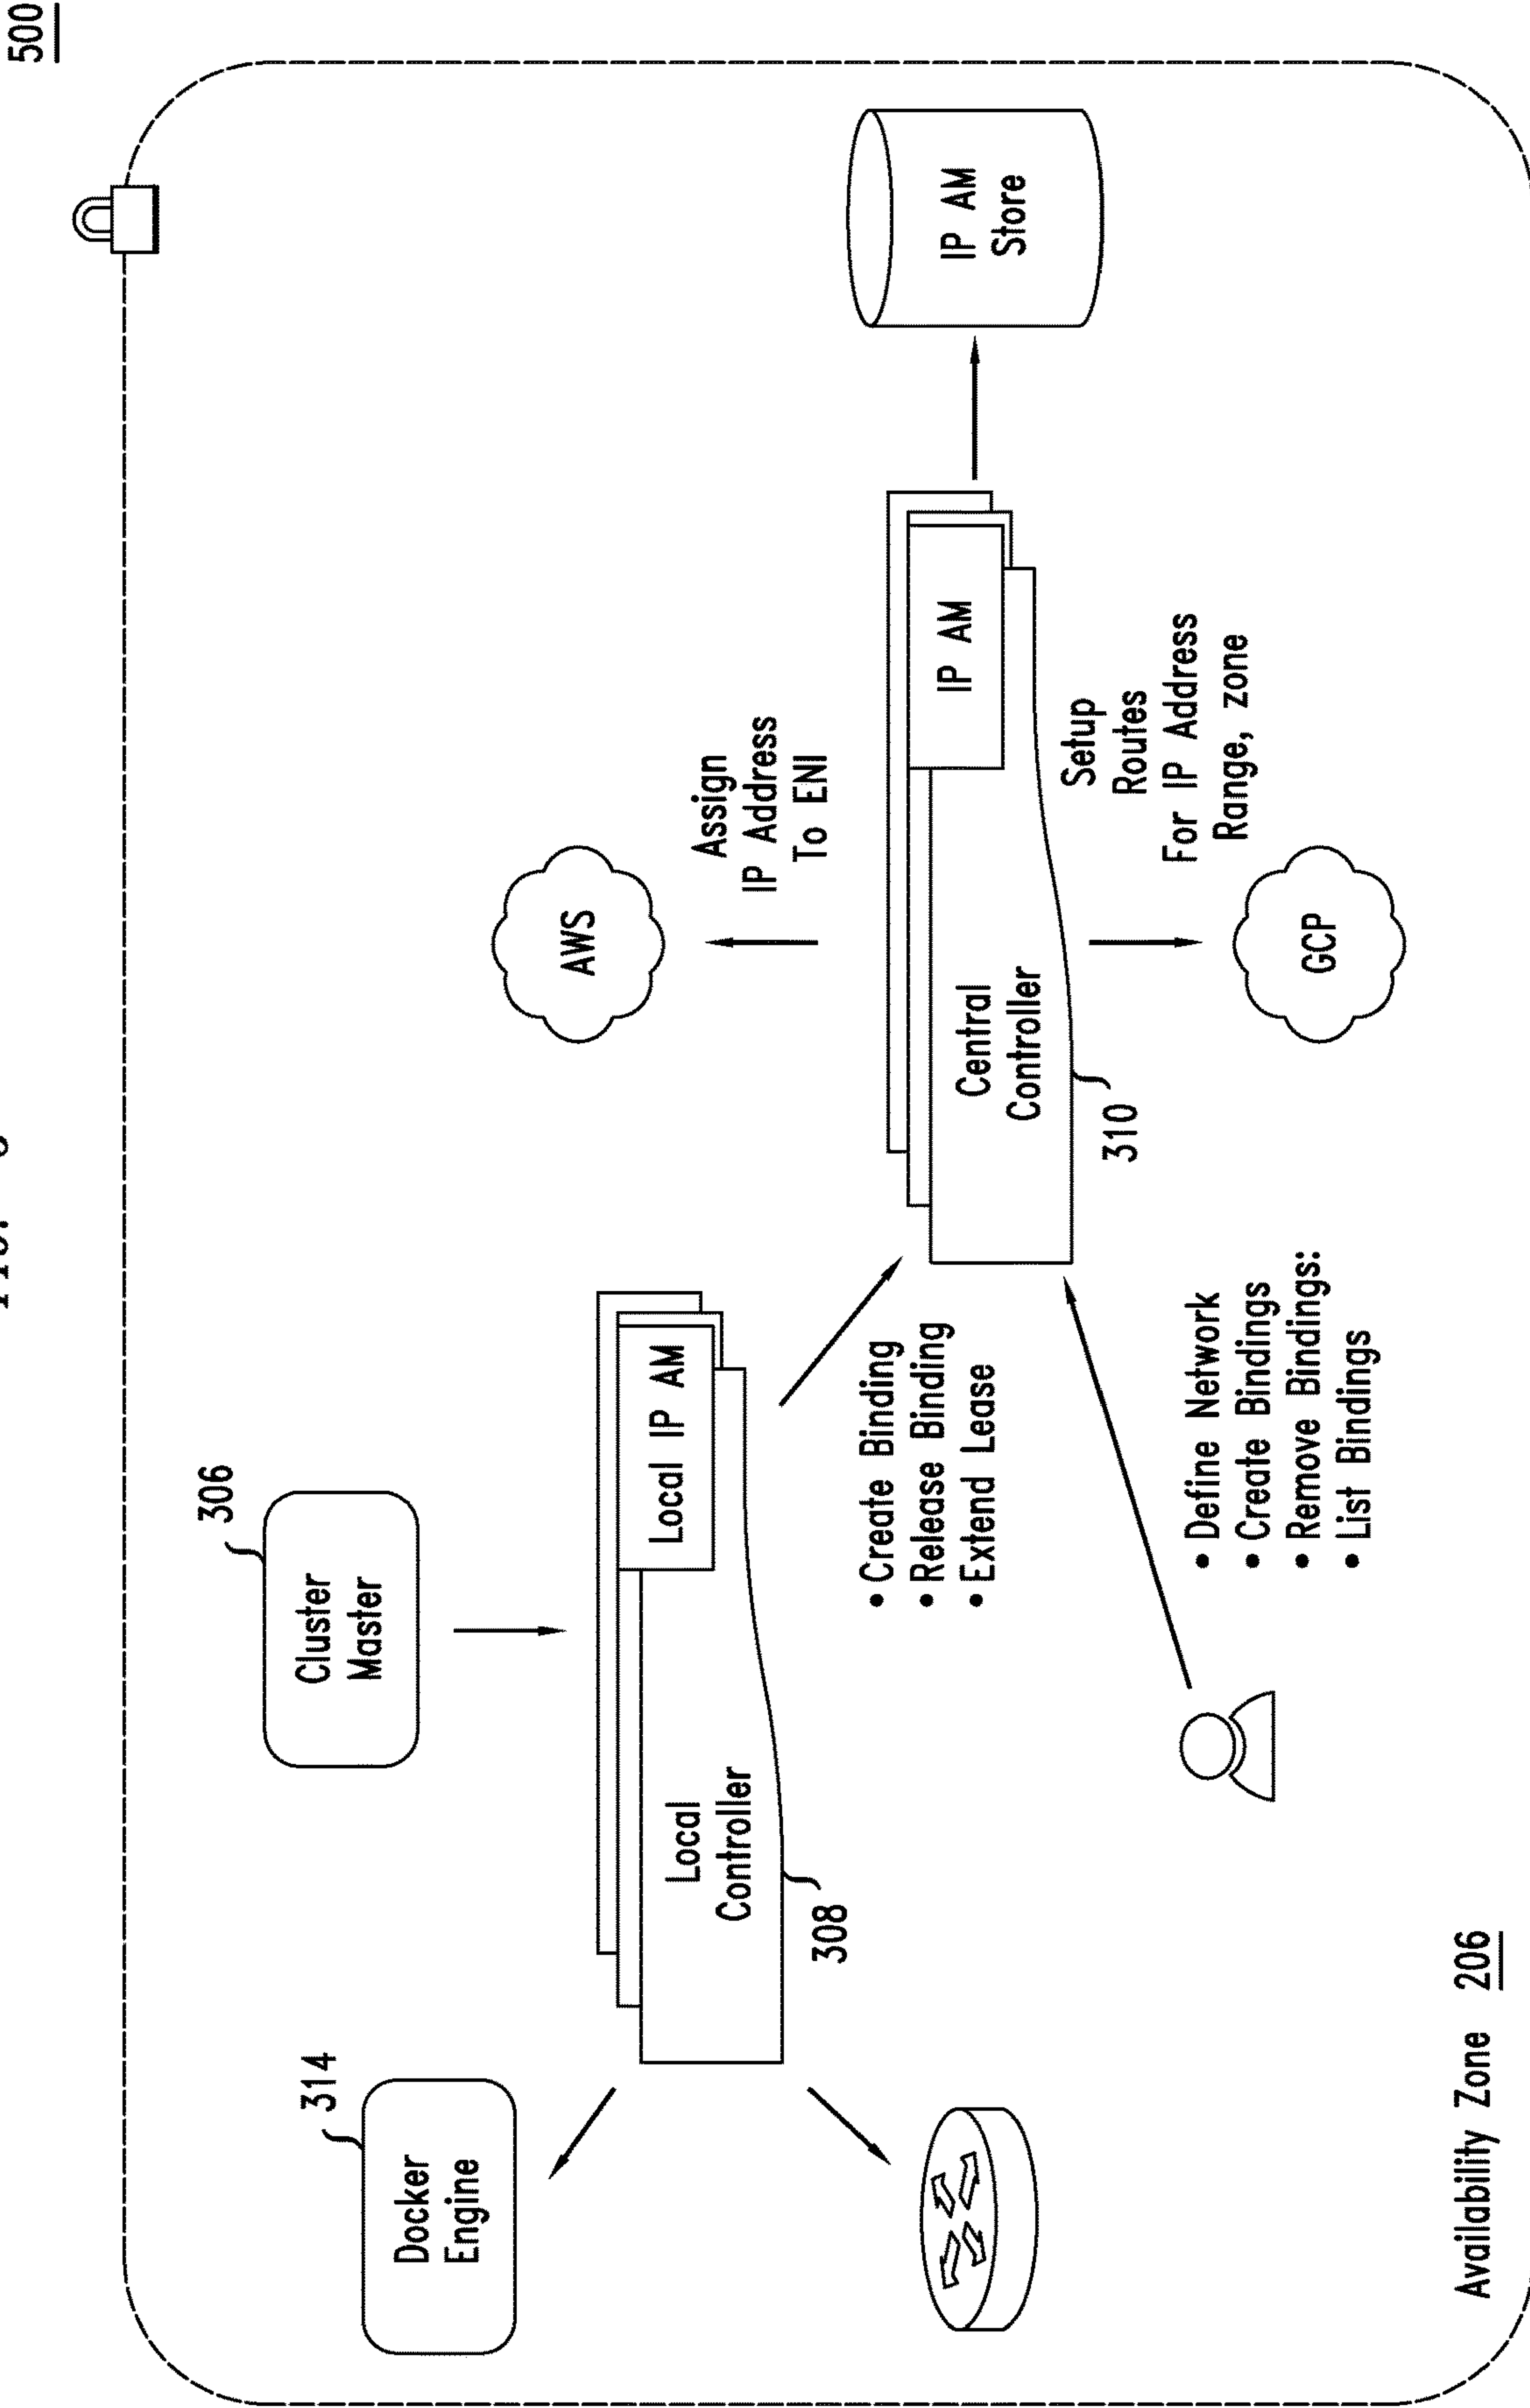 500
314
Docker
Engine
306
Cluster
Master
Local
Controller
Local IP AM
308
• Create Binding
• Release Binding
• Extend Lease
AWS
Assign
IP Address
To ENI
Central
Controller
IP AM
310
IP AM
Store
Setup
Routes
For IP Address
Range, zone
GCP
• Define Network
• Create Bindings
• Remove Bindings:
• List Bindings
Availability Zone 206